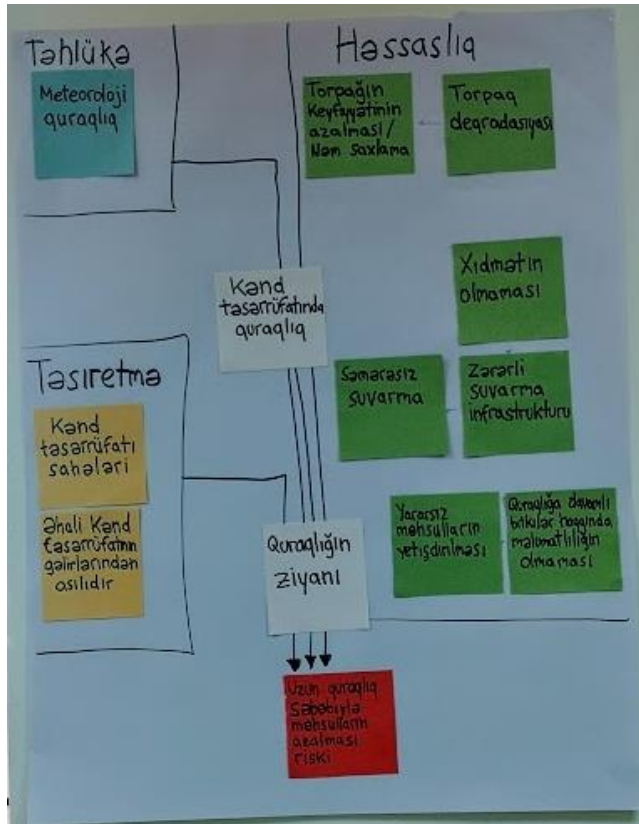 Təhlükə
Meteoroloji
quraqlıq
Həssaslıq
Torpağın
Keyfiyyətinin
azalması /
Nəm saxlama
Torpaq
deqradasiyası
Xidmətin
olmaması
Kənd
təsərrüfatında
quraqlıq
Səmərəsiz
suvarma
Zərərli
suvarma
infrastrukturu
Təsiretmə
Kənd
təsərrüfatı
sahələri
Əhali Kənd
təsərrüfatının
gəlirlərindən
asılıdır
Quraqlığın
ziyanı
Yararsız
məhsulların
yetişdirilməsi
Quraqlığa davamlı
bitkilər haqqında
məlumatlılığın
olmaması
Uzun quraqlıq
Səbəbiylə
məhsulların
azalması
riski